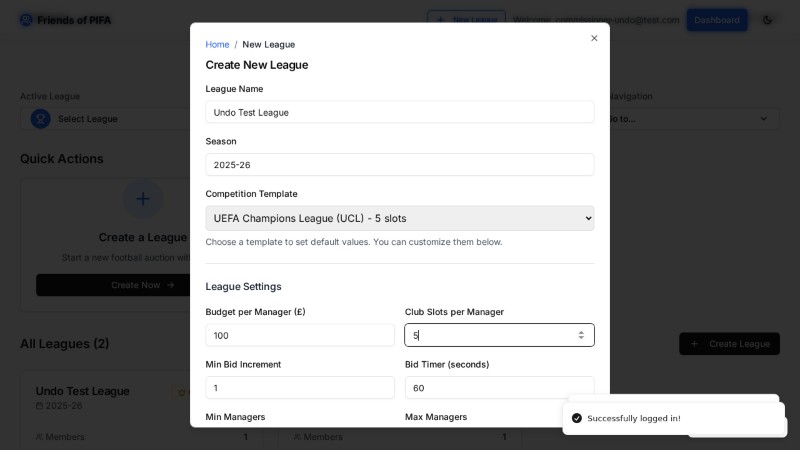 Friends of PIFA
New League
Welcome, commissioner-undo@test.com
Dashboard
Active League
Select League
Navigation
Go to...
Quick Actions
Create a League
Start a new football auction with
Create Now →
All Leagues (2)
Create League
Undo Test League
2025-26
Members 1
Members 1
Home / New League
Create New League
League Name
Undo Test League
Season
2025-26
Competition Template
UEFA Champions League (UCL) - 5 slots
Choose a template to set default values. You can customize them below.
League Settings
Budget per Manager (£) Club Slots per Manager
100 5
Min Bid Increment Bid Timer (seconds)
1 60
Min Managers Max Managers
Successfully logged in!